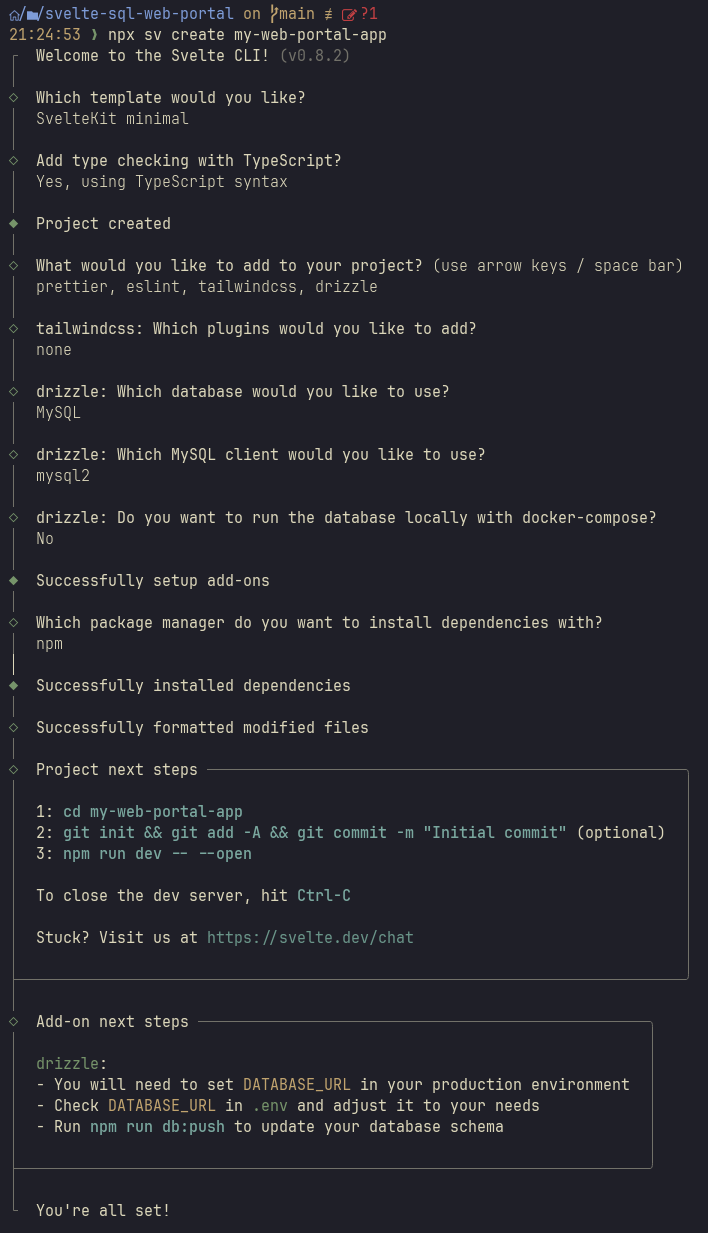 /svelte-sql-web-portal on main ≢ ?1
21:24:53 ❯ npx sv create my-web-portal-app
Welcome to the Svelte CLI! (v0.8.2)
Which template would you like?
SvelteKit minimal
Add type checking with TypeScript?
Yes, using TypeScript syntax
Project created
What would you like to add to your project? (use arrow keys / space bar)
prettier, eslint, tailwindcss, drizzle
tailwindcss: Which plugins would you like to add?
none
drizzle: Which database would you like to use?
MySQL
drizzle: Which MySQL client would you like to use?
mysql2
drizzle: Do you want to run the database locally with docker-compose?
No
Successfully setup add-ons
Which package manager do you want to install dependencies with?
npm
Successfully installed dependencies
Successfully formatted modified files
Project next steps
1: cd my-web-portal-app
2: git init && git add -A && git commit -m "Initial commit" (optional)
3: npm run dev -- --open
To close the dev server, hit Ctrl-C
Stuck? Visit us at https://svelte.dev/chat
Add-on next steps
drizzle:
- You will need to set DATABASE_URL in your production environment
- Check DATABASE_URL in .env and adjust it to your needs
- Run npm run db:push to update your database schema
You're all set!